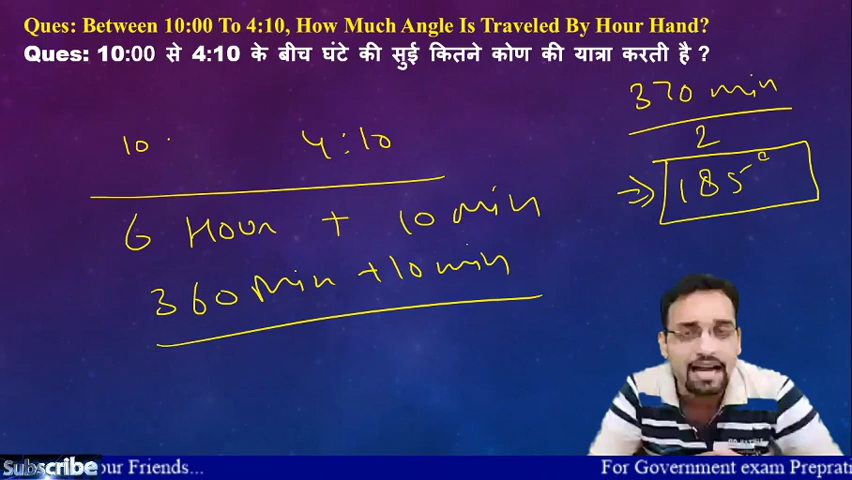 Ques: Between 10:00 To 4:10, How Much Angle Is Traveled By Hour Hand?
Ques: 10:00 से 4:10 के बीच घंटे की सुई कितने कोण की यात्रा करती है ?
10 . 4:10
6 Hour + 10 min
360 min + 10 min
370 min
2
⇒ 185°
Subscribe our Friends... For Government exam Preprati